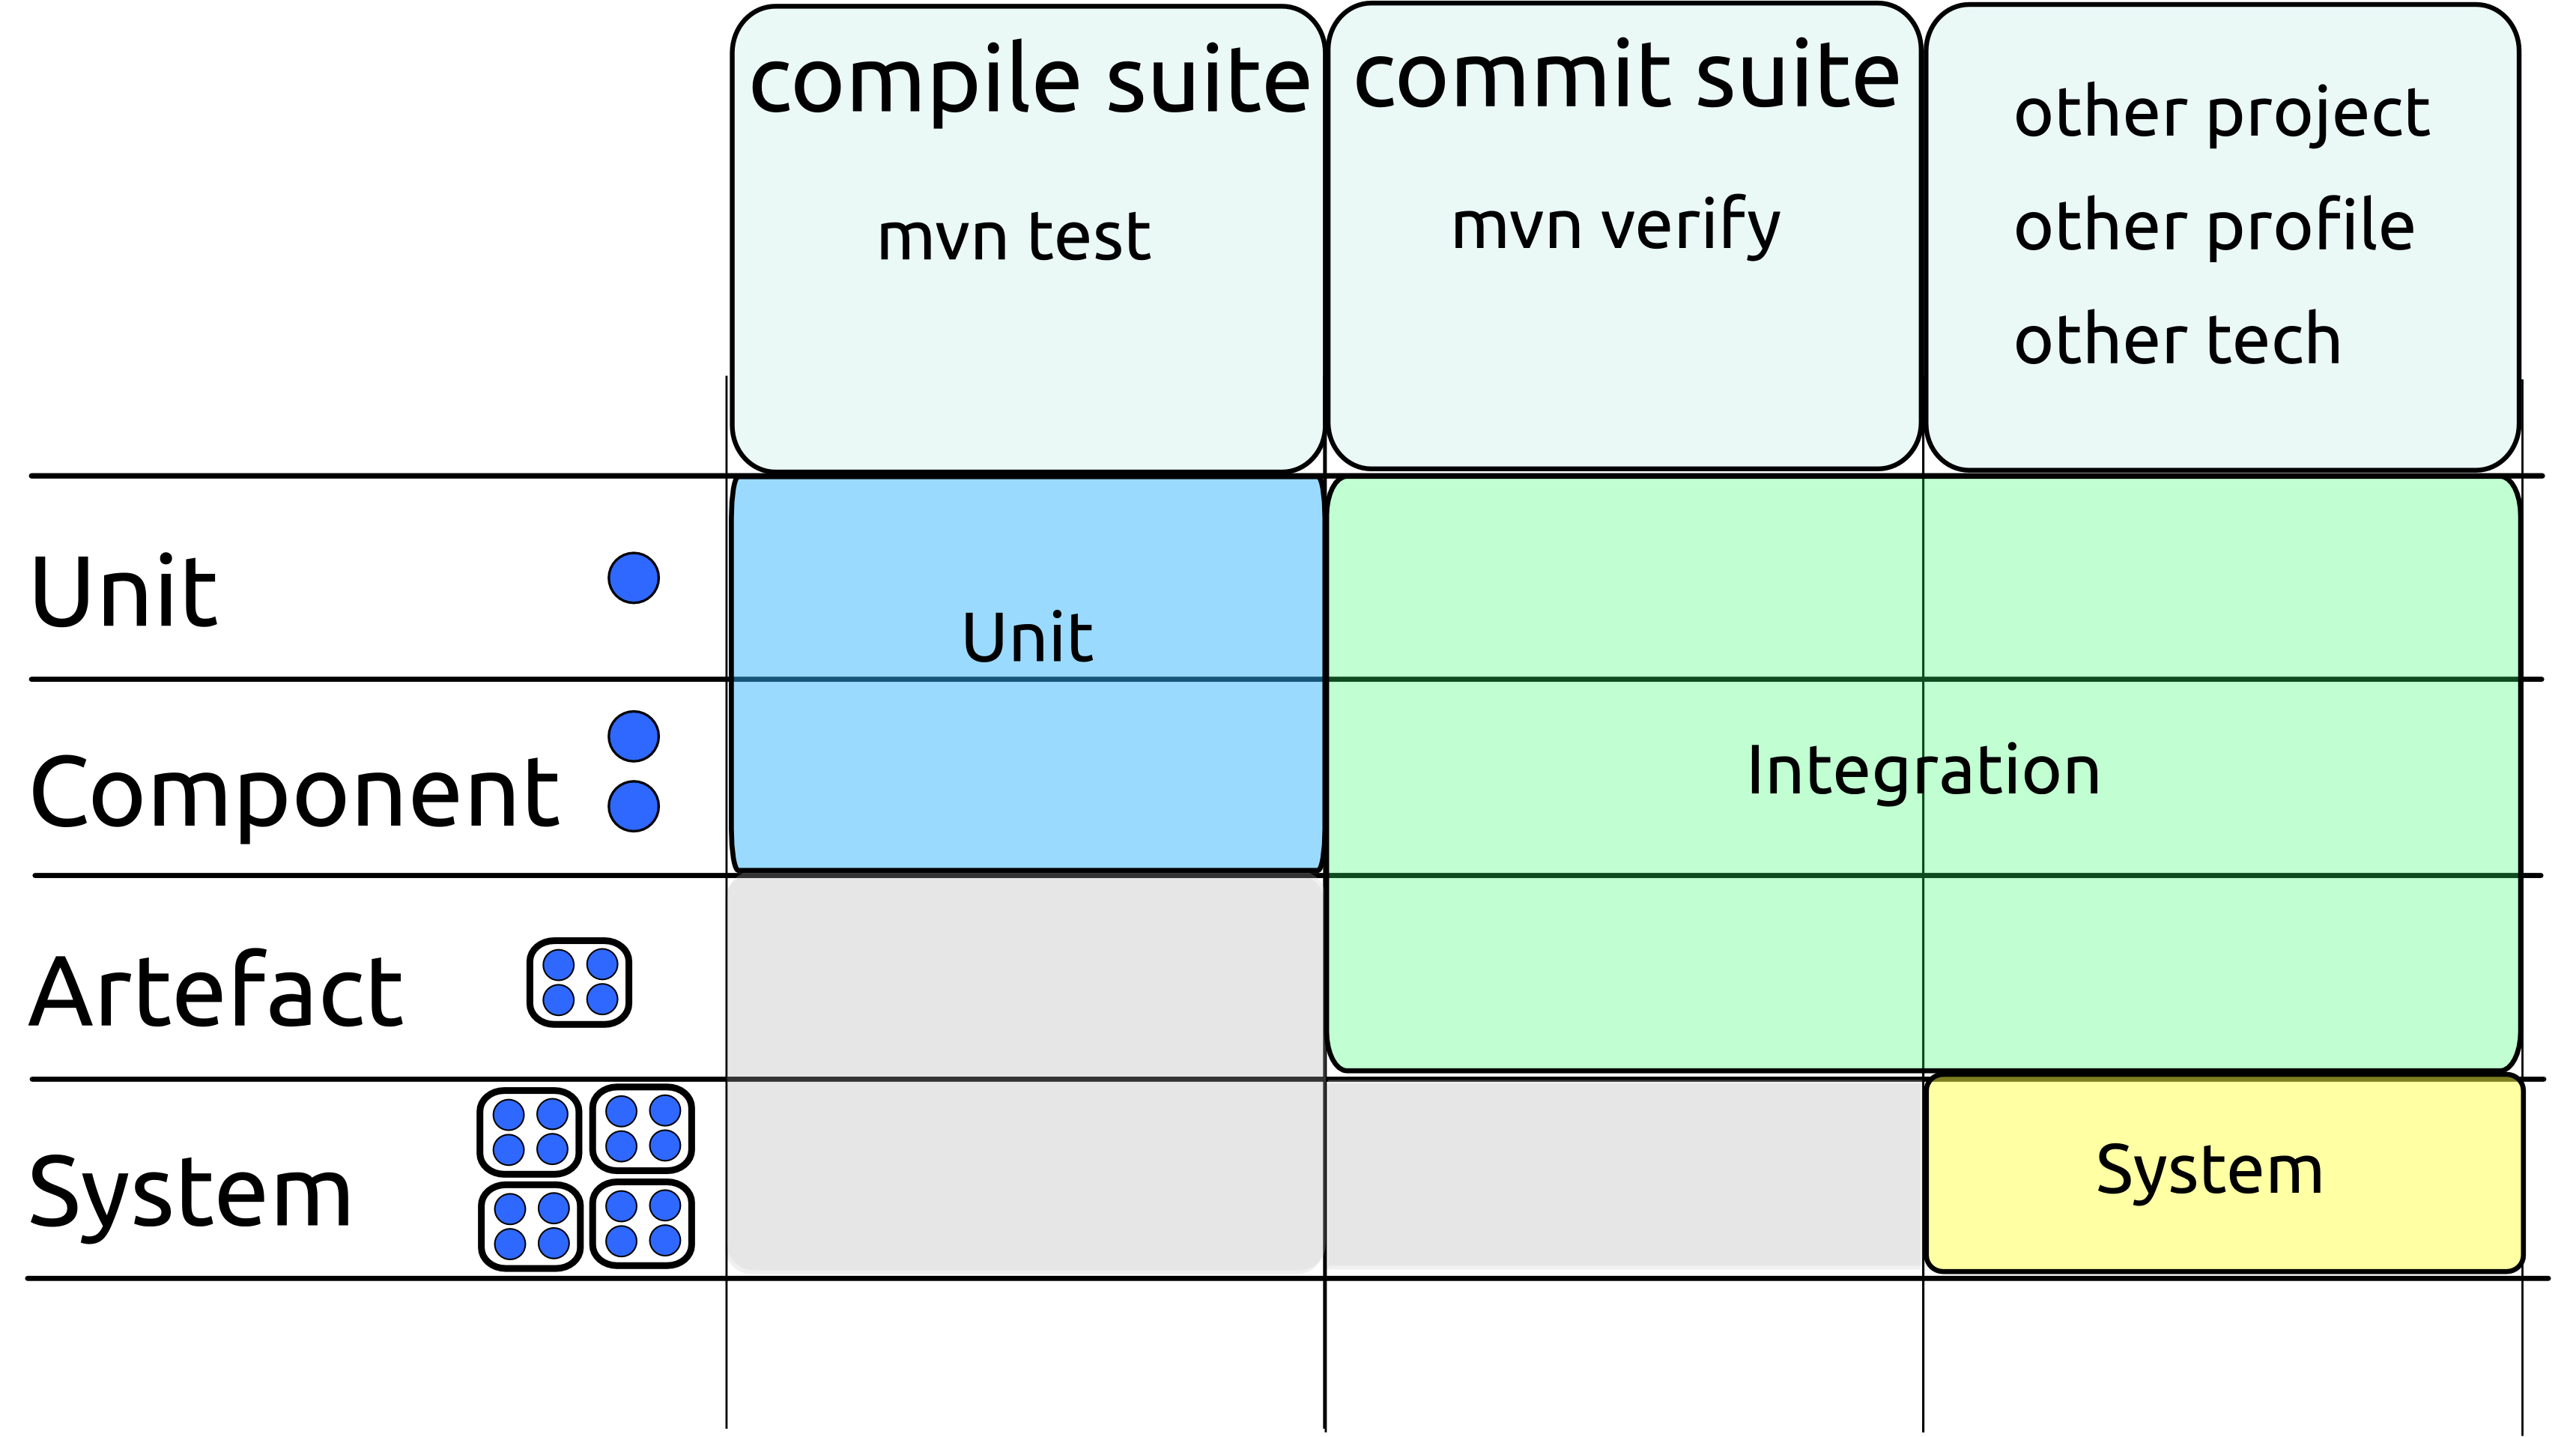 compile suite
mvn test
commit suite
mvn verify
other project
other profile
other tech
Unit
Unit
Component
Integration
Artefact
System
System